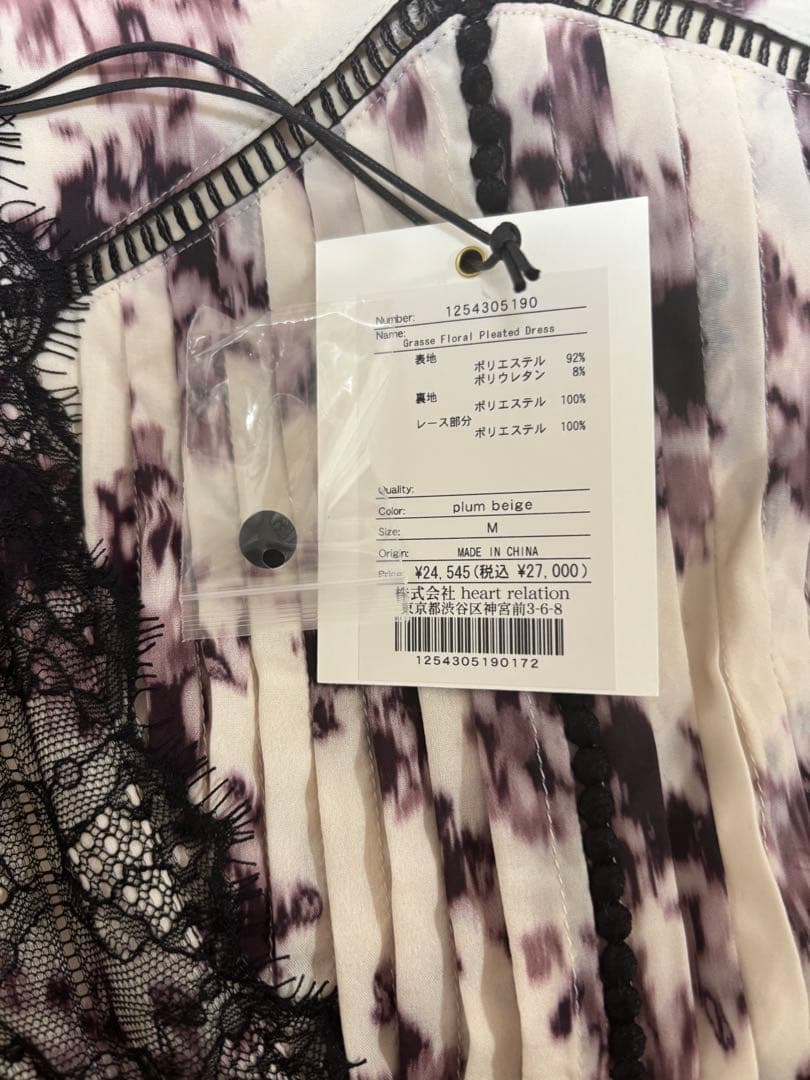 Number: 1254305190
Name: Grasse Floral Pleated Dress
表地 ポリエステル 92%
ポリウレタン 8%
裏地 ポリエステル 100%
レース部分 ポリエステル 100%
Quality:
Color: plum beige
Size: M
Origin: MADE IN CHINA
Price: ¥24,545(税込 ¥27,000)
株式会社 heart relation
東京都渋谷区神宮前3-6-8
1254305190172